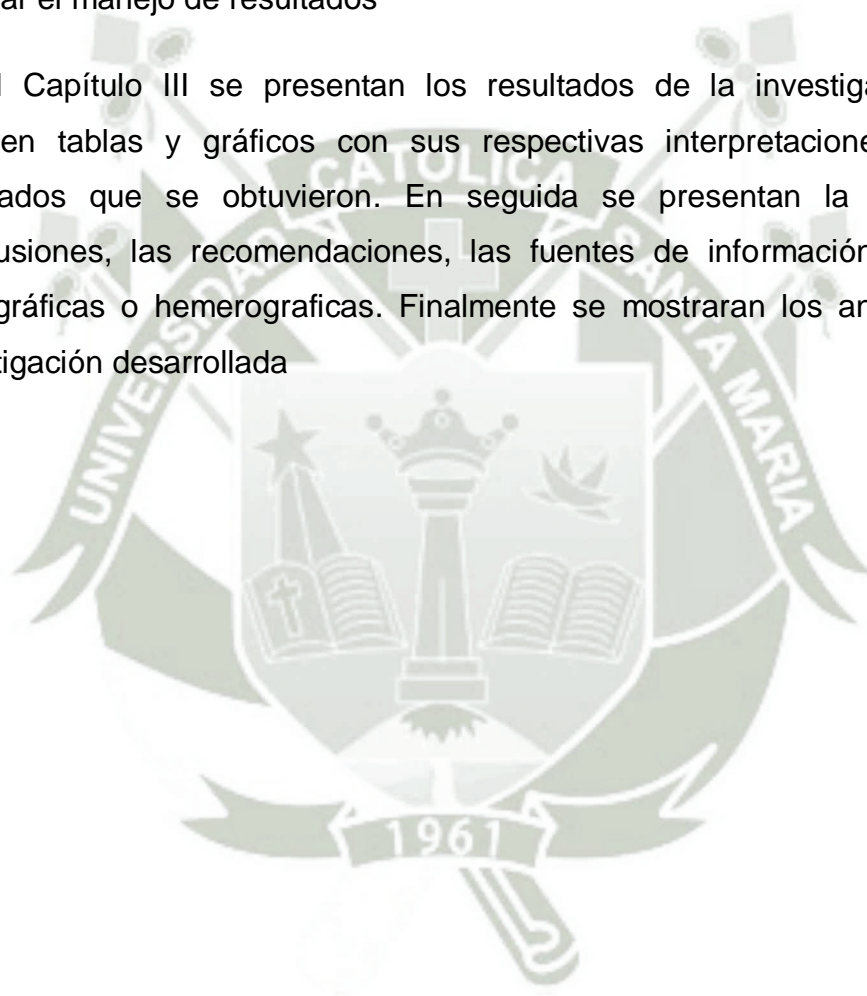 ar el manejo de resultados
l Capítulo III se presentan los resultados de la investiga
en tablas y gráficos con sus respectivas interpretacione
ados que se obtuvieron. En seguida se presentan la
usiones, las recomendaciones, las fuentes de información
gráficas o hemerograficas. Finalmente se mostraran los an
tigación desarrollada
UNIVERSIDAD CATOLICA SANTA MARIA
1961